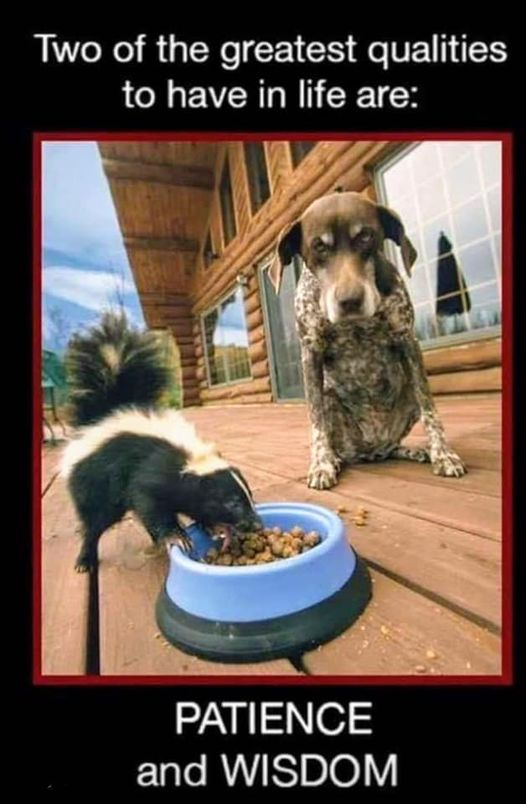 Two of the greatest qualities
to have in life are:
PATIENCE
and WISDOM